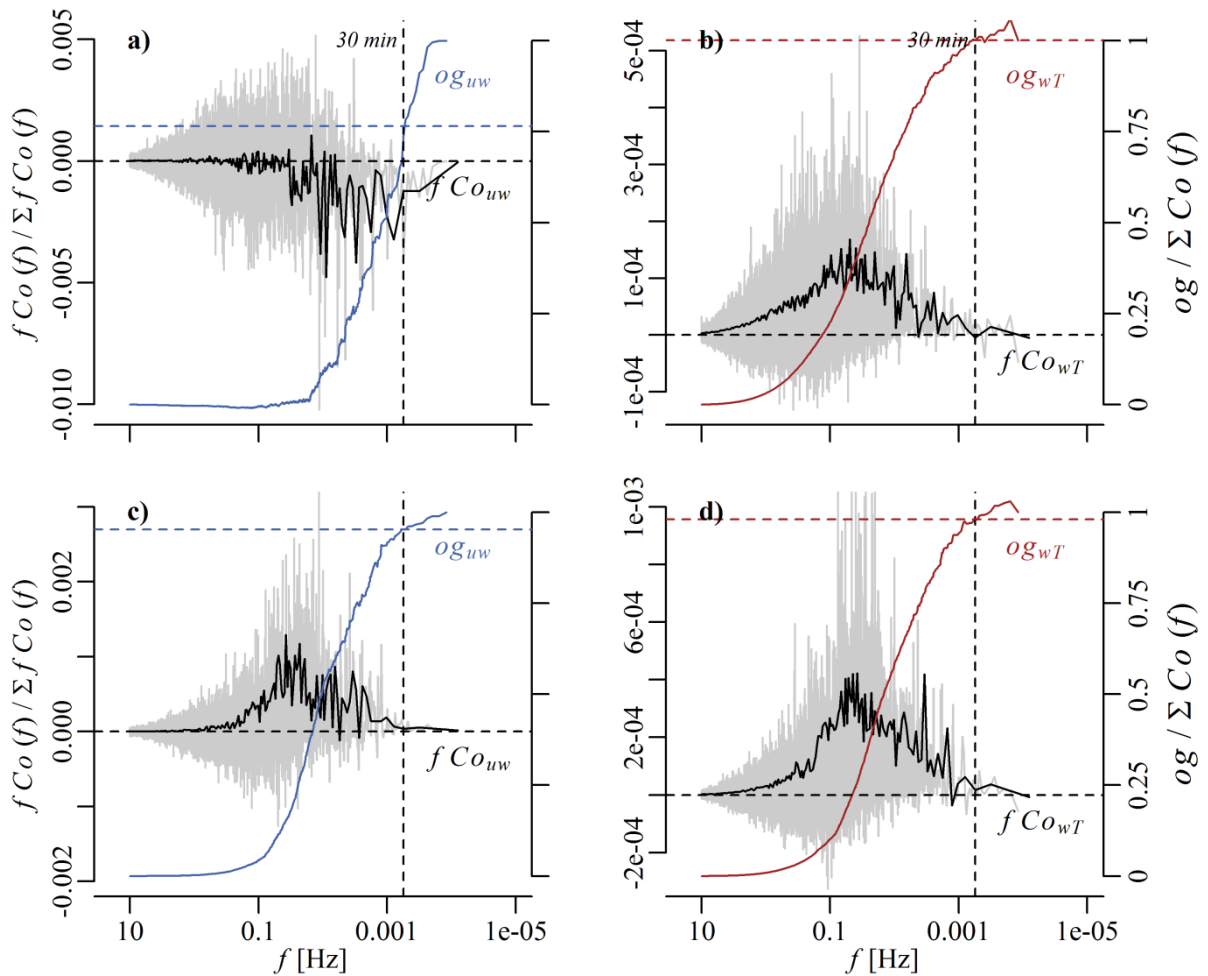 a)
30 min
og_uw
f Co_uw
0.005
0.000
-0.005
-0.010
f Co (f) / Σ f Co (f)
b)
30 min
og_wT
f Co_wT
5e-04
3e-04
1e-04
-1e-04
1
0.75
0.5
0.25
0
og / Σ Co (f)
c)
og_uw
f Co_uw
0.002
0.000
-0.002
f Co (f) / Σ f Co (f)
10
0.1
0.001
1e-05
f [Hz]
d)
og_wT
f Co_wT
1e-03
6e-04
2e-04
-2e-04
1
0.75
0.5
0.25
0
og / Σ Co (f)
10
0.1
0.001
1e-05
f [Hz]